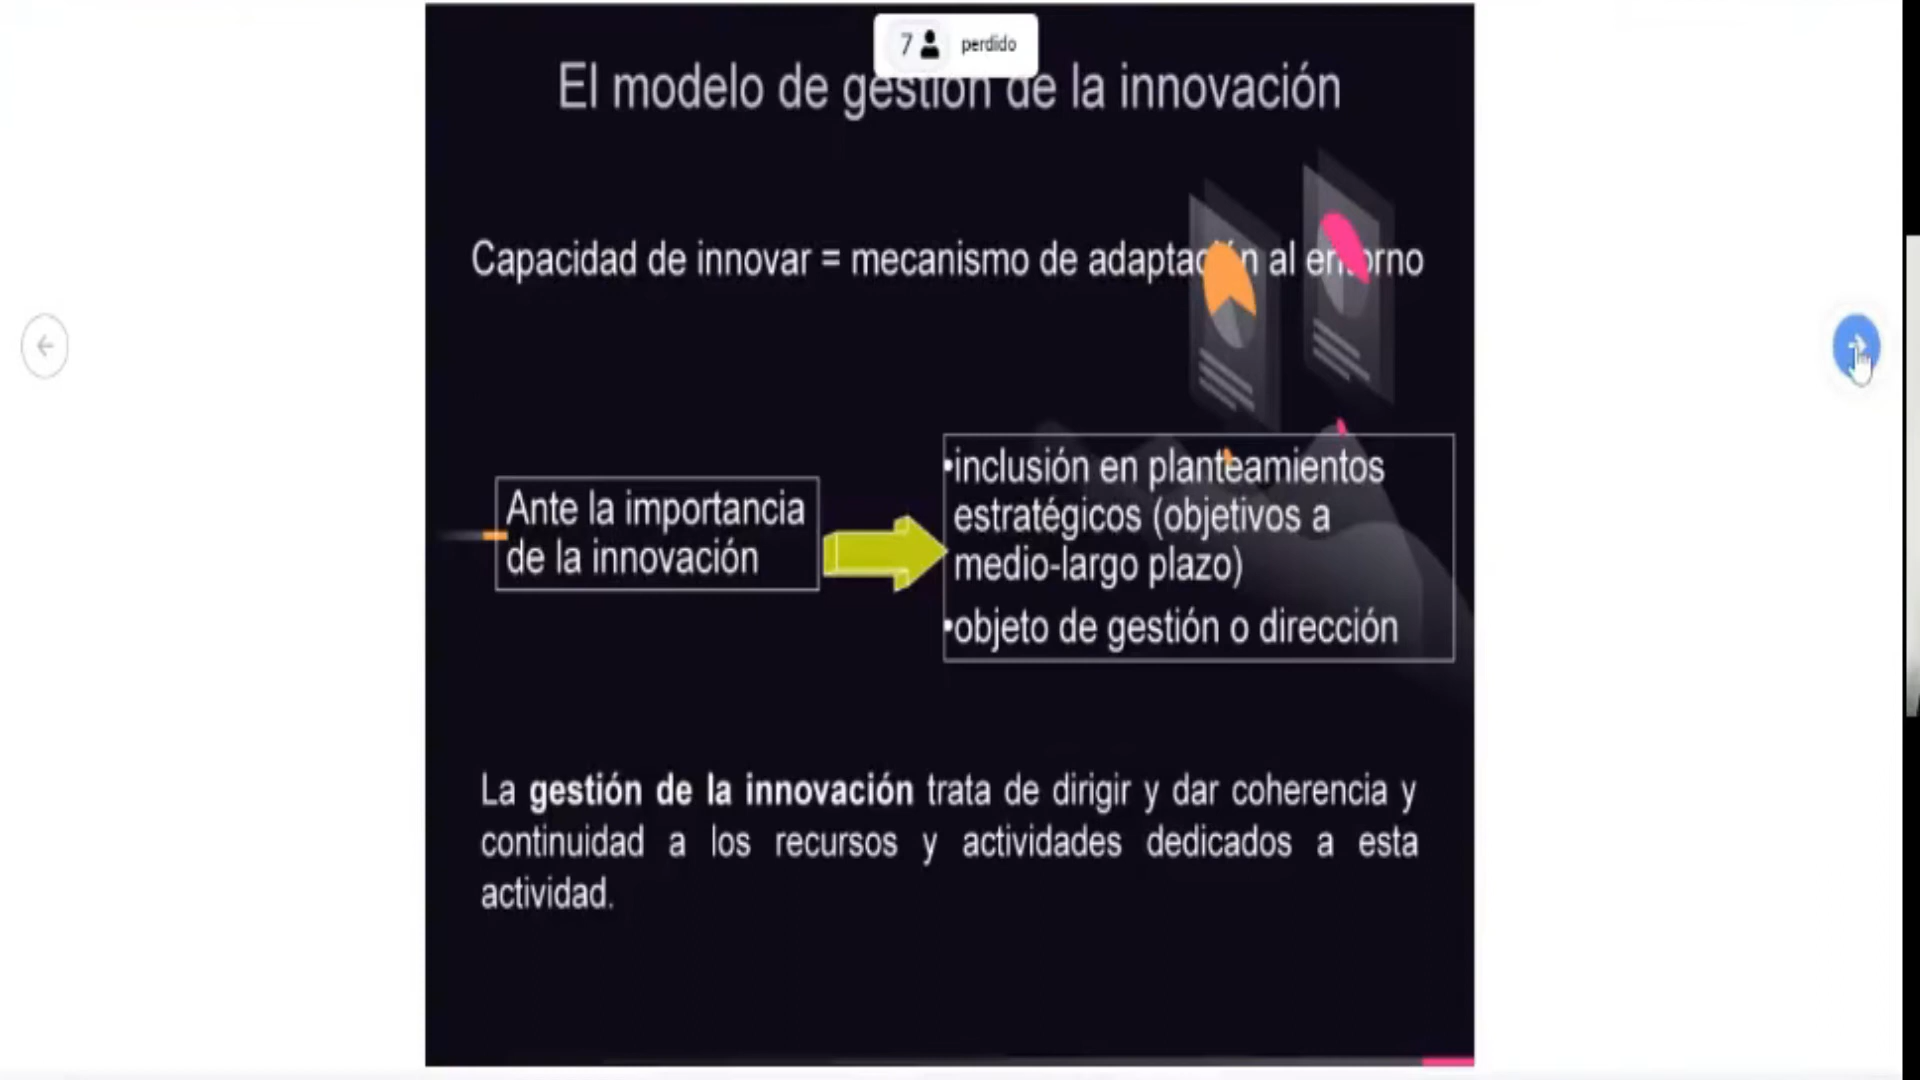 7 perdido
El modelo de gestión de la innovación
Capacidad de innovar = mecanismo de adaptación al entorno
Ante la importancia
de la innovación
•inclusión en planteamientos
estratégicos (objetivos a
medio-largo plazo)
•objeto de gestión o dirección
La gestión de la innovación trata de dirigir y dar coherencia y
continuidad a los recursos y actividades dedicados a esta
actividad.